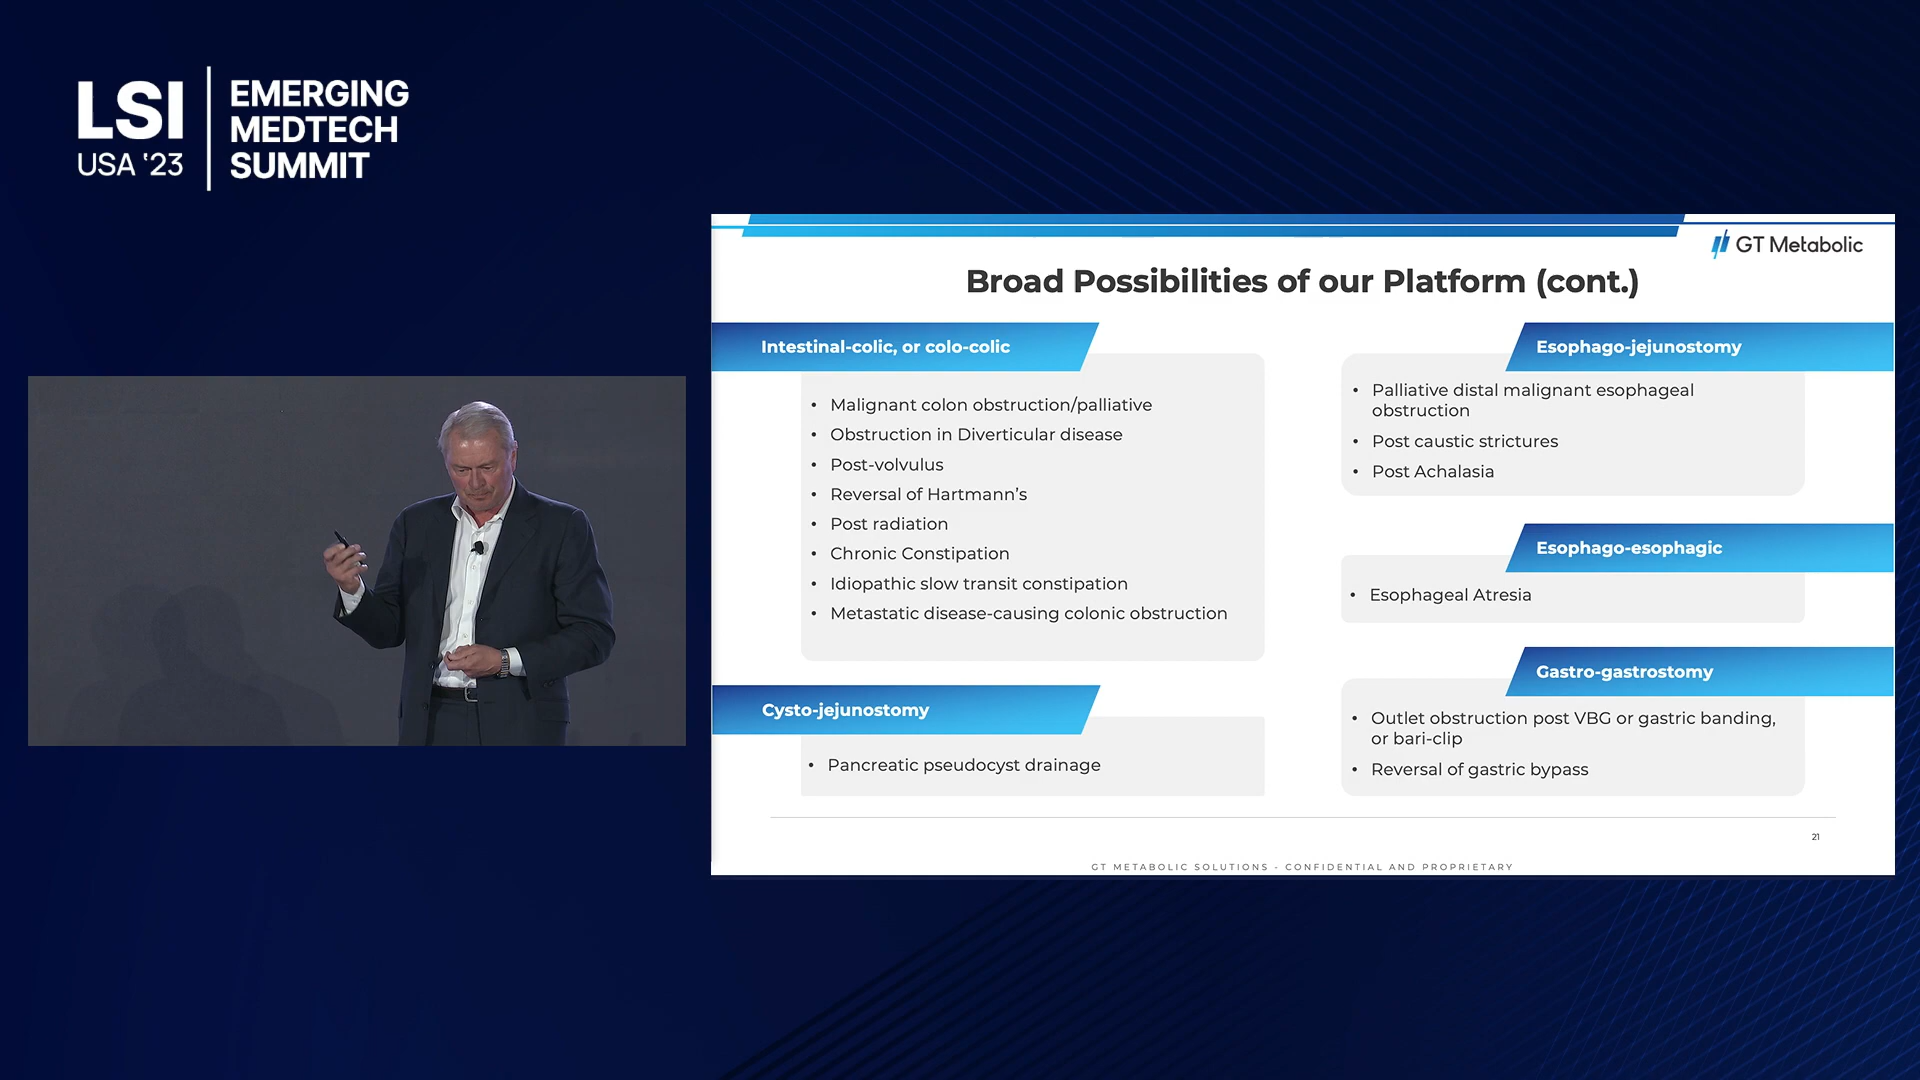 LSI
USA ‘23
EMERGING
MEDTECH
SUMMIT
GT Metabolic
Broad Possibilities of our Platform (cont.)
Intestinal-colic, or colo-colic
• Malignant colon obstruction/palliative
• Obstruction in Diverticular disease
• Post-volvulus
• Reversal of Hartmann’s
• Post radiation
• Chronic Constipation
• Idiopathic slow transit constipation
• Metastatic disease-causing colonic obstruction
Cysto-jejunostomy
• Pancreatic pseudocyst drainage
Esophago-jejunostomy
• Palliative distal malignant esophageal
obstruction
• Post caustic strictures
• Post Achalasia
Esophago-esophagic
• Esophageal Atresia
Gastro-gastrostomy
• Outlet obstruction post VBG or gastric banding,
or bari-clip
• Reversal of gastric bypass
21
GT METABOLIC SOLUTIONS - CONFIDENTIAL AND PROPRIETARY